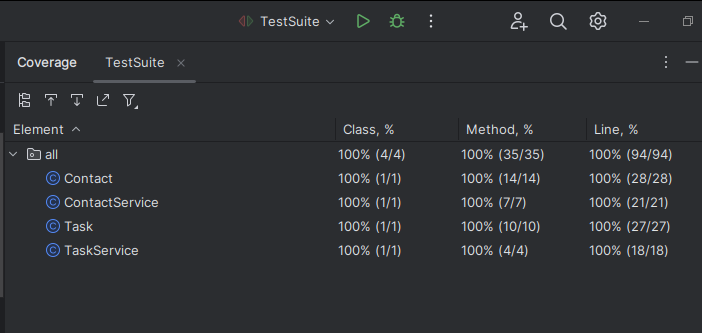 TestSuite
Coverage TestSuite
Element Class, % Method, % Line, %
all 100% (4/4) 100% (35/35) 100% (94/94)
Contact 100% (1/1) 100% (14/14) 100% (28/28)
ContactService 100% (1/1) 100% (7/7) 100% (21/21)
Task 100% (1/1) 100% (10/10) 100% (27/27)
TaskService 100% (1/1) 100% (4/4) 100% (18/18)